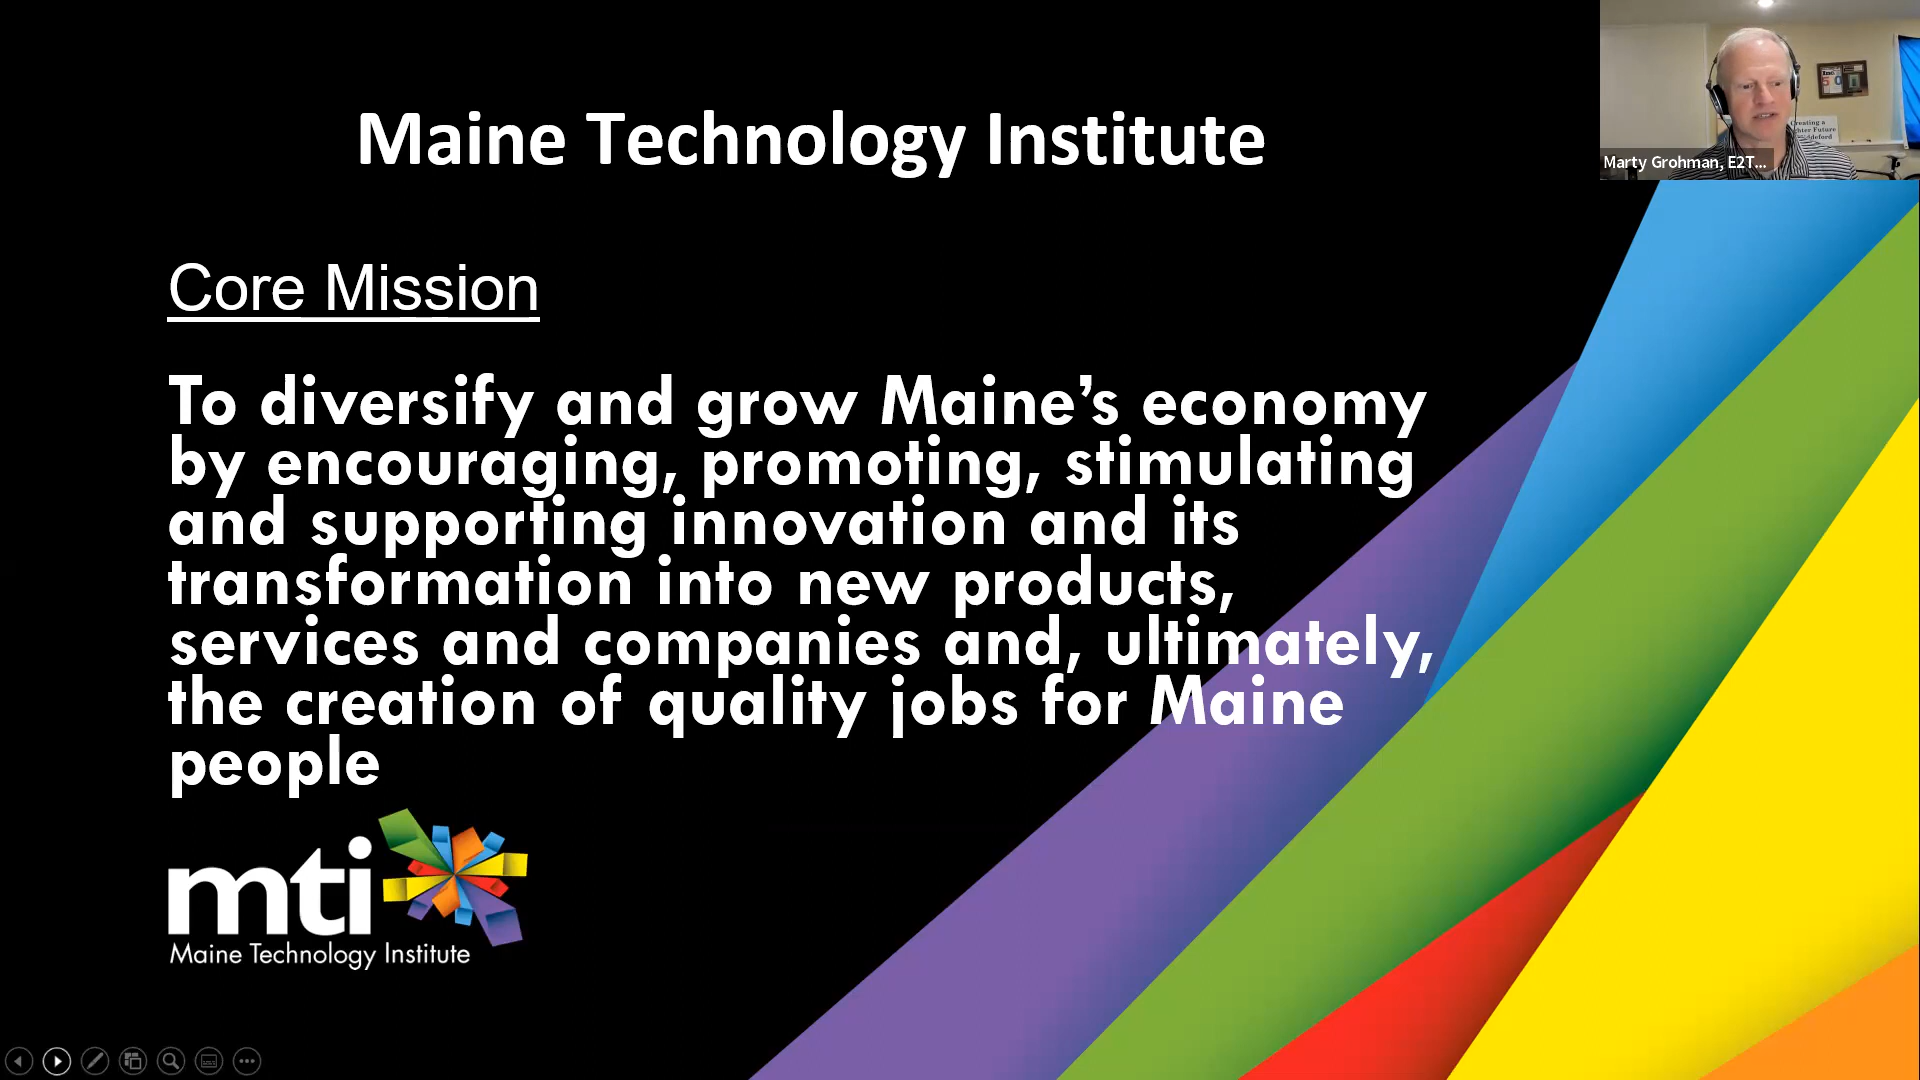 Maine Technology Institute
Marty Grohman, E2T...
Core Mission
To diversify and grow Maine’s economy
by encouraging, promoting, stimulating
and supporting innovation and its
transformation into new products,
services and companies and, ultimately,
the creation of quality jobs for Maine
people
mti
Maine Technology Institute